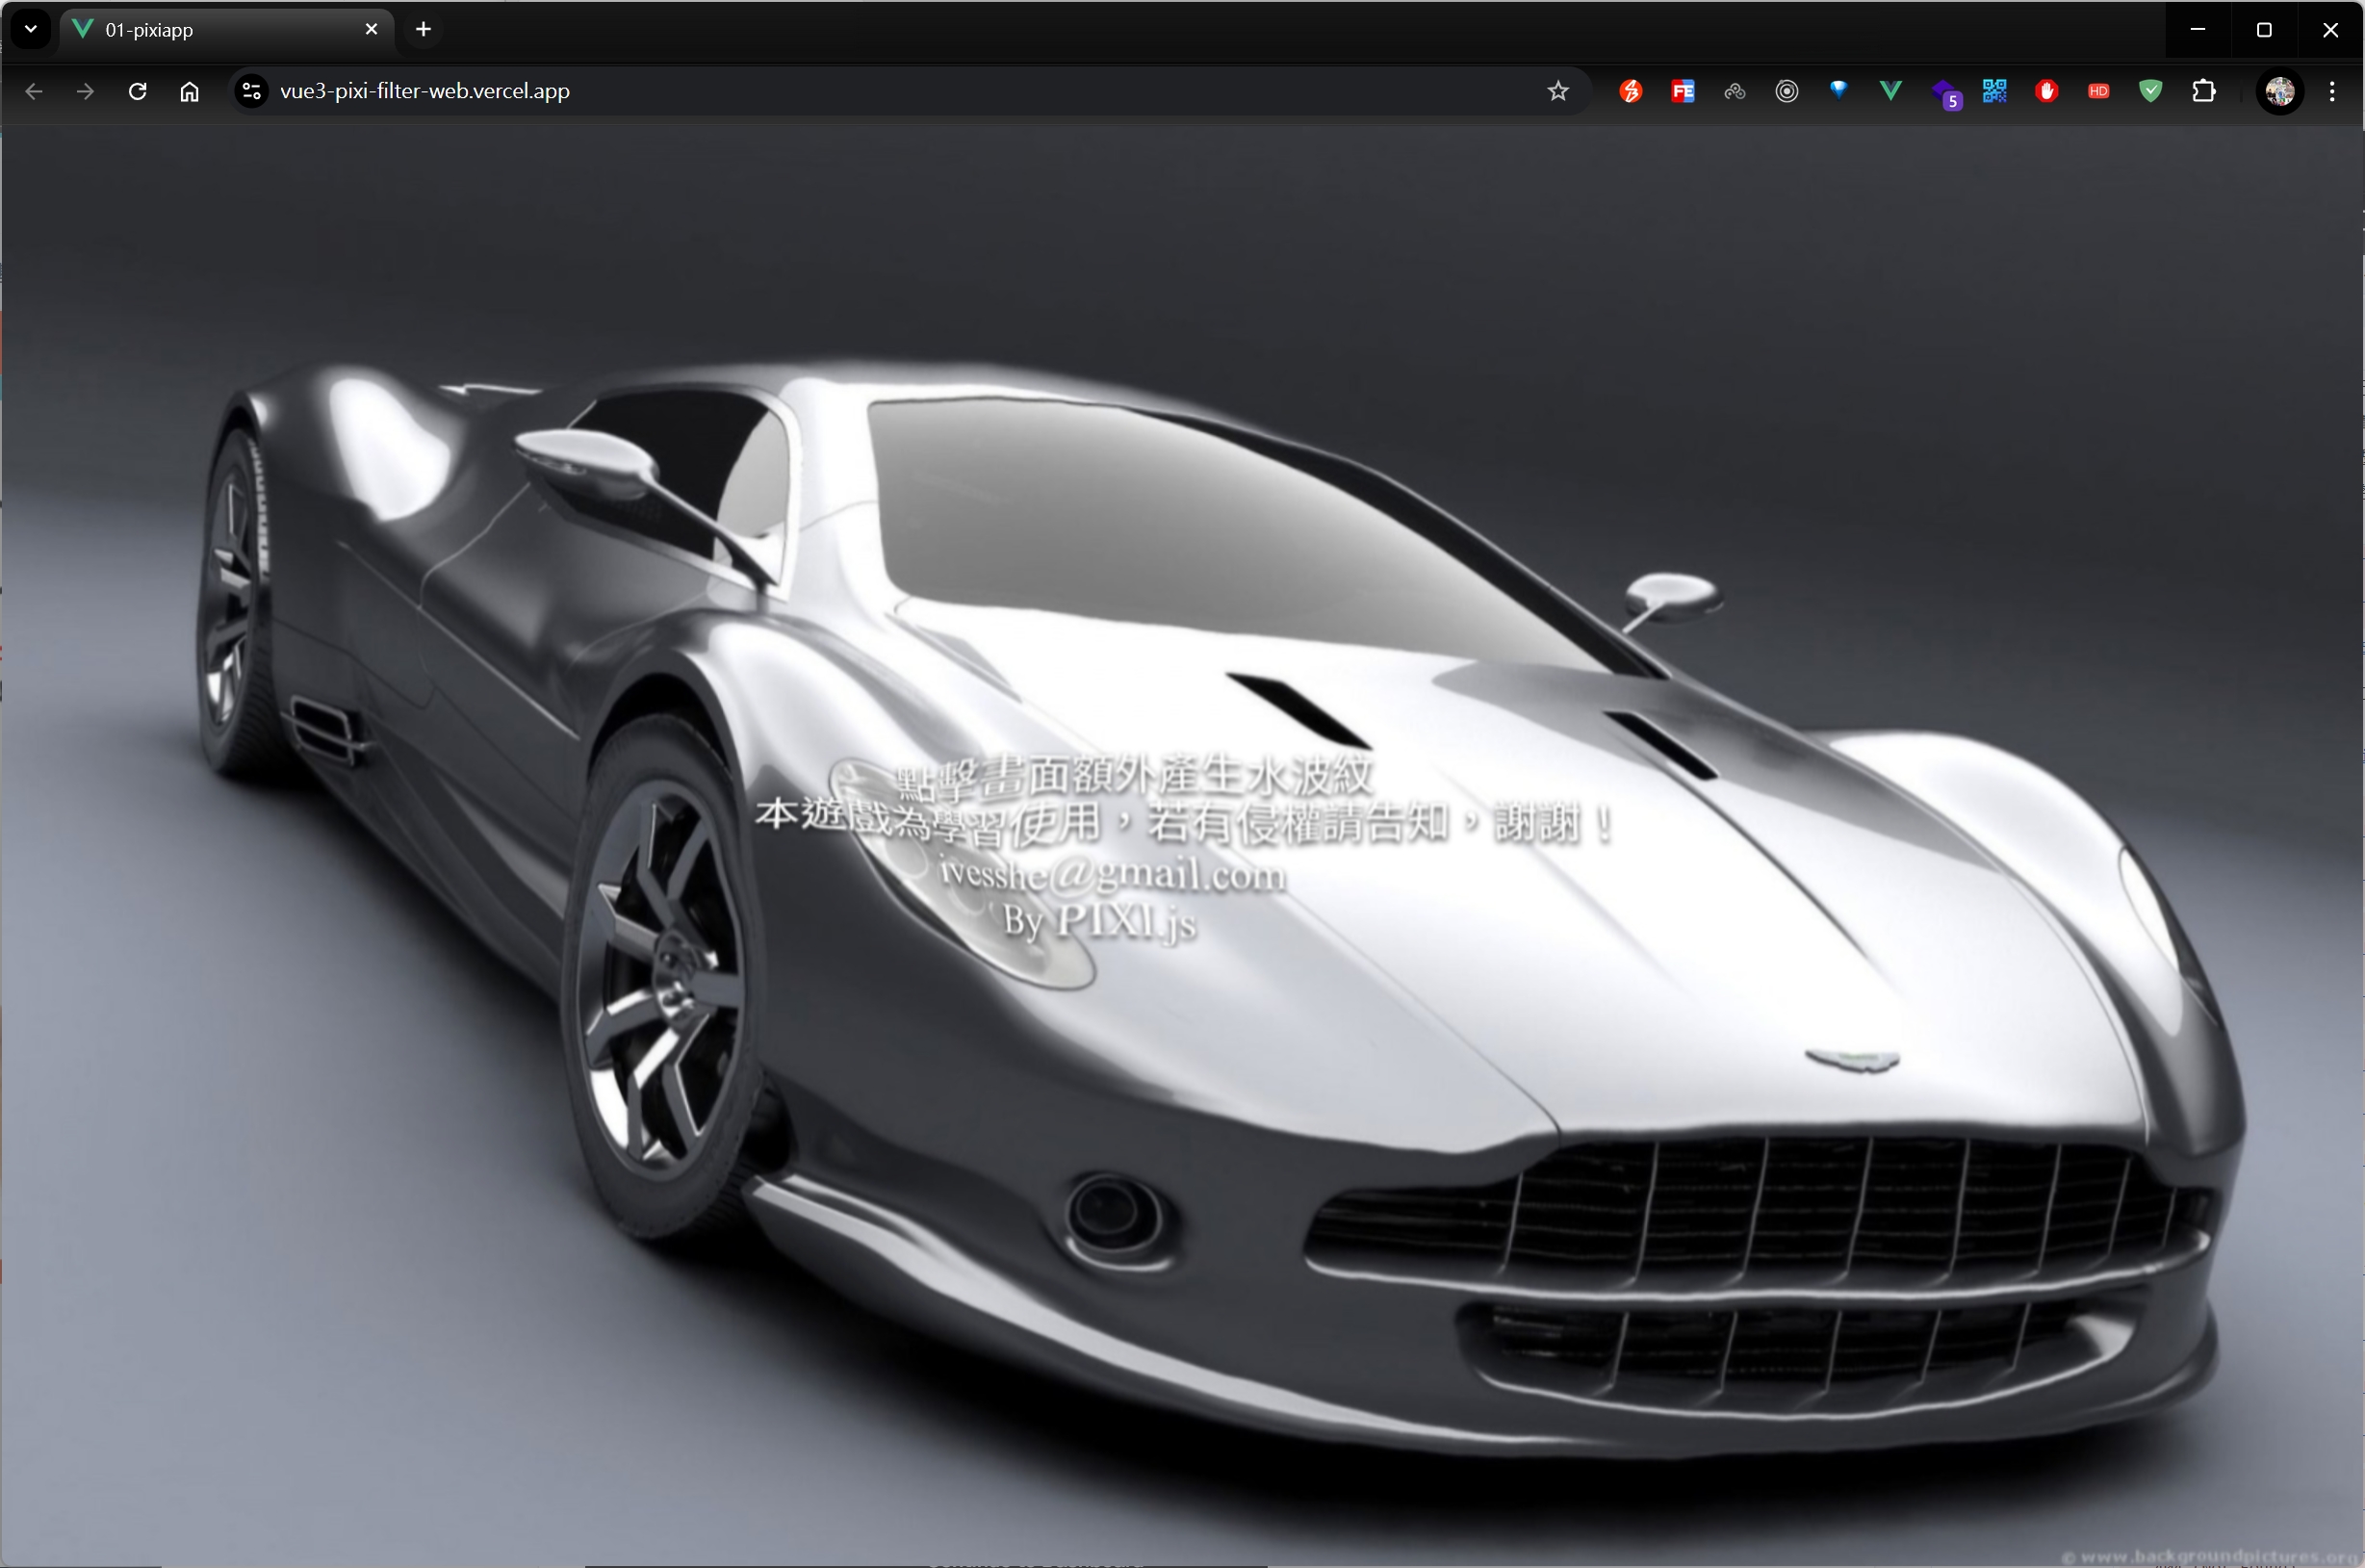 01-pixiapp
vue3-pixi-filter-web.vercel.app
FE
5
HD
點擊畫面額外產生水波紋
本遊戲為學習使用，若有侵權請告知，謝謝！
ivesshe@gmail.com
By PIXI.js
© www.backgroundpictures.org